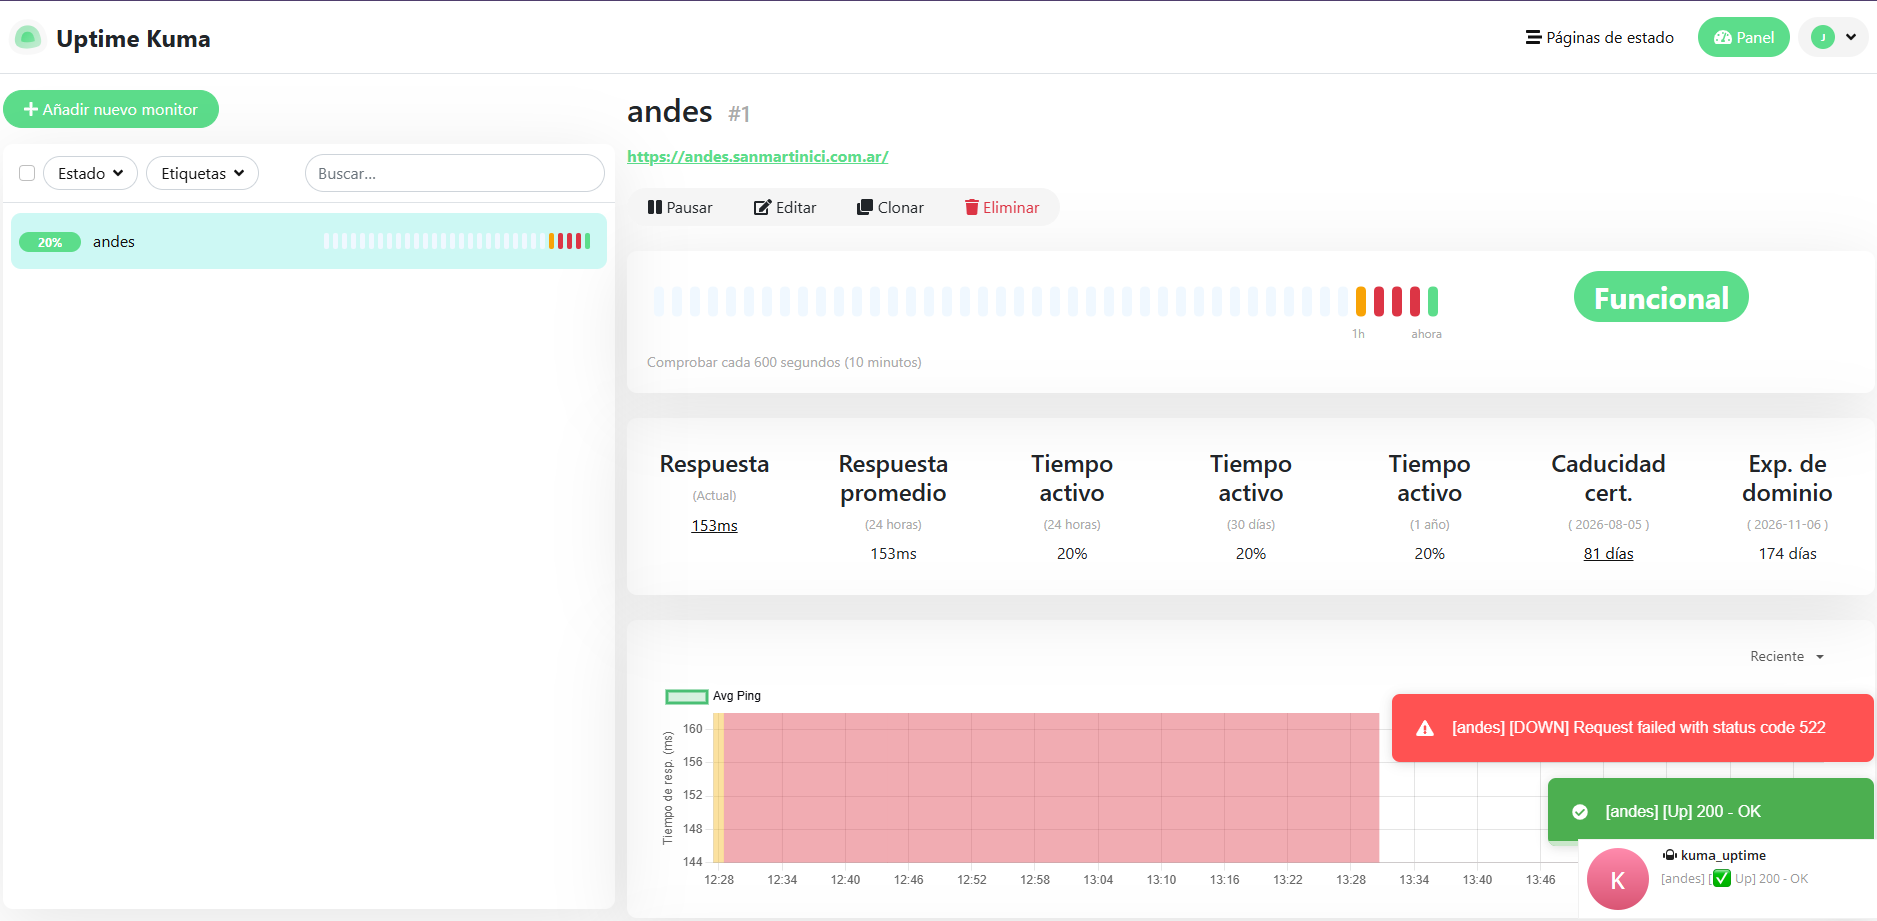 Uptime Kuma
Páginas de estado
Panel
J
Añadir nuevo monitor
Estado
Etiquetas
Buscar...
20%
andes
andes #1
https://andes.sanmartinici.com.ar/
Pausar
Editar
Clonar
Eliminar
1h
ahora
Funcional
Comprobar cada 600 segundos (10 minutos)
Respuesta
(Actual)
153ms
Respuesta
promedio
(24 horas)
153ms
Tiempo
activo
(24 horas)
20%
Tiempo
activo
(30 días)
20%
Tiempo
activo
(1 año)
20%
Caducidad
cert.
( 2026-08-05 )
81 días
Exp. de
dominio
( 2026-11-06 )
174 días
Reciente
Avg Ping
Tiempo de resp. (ms)
160
156
152
148
144
12:28
12:34
12:40
12:46
12:52
12:58
13:04
13:10
13:16
13:22
13:28
13:34
13:40
13:46
[andes] [DOWN] Request failed with status code 522
[andes] [Up] 200 - OK
K
kuma_uptime
[andes] [✅ Up] 200 - OK